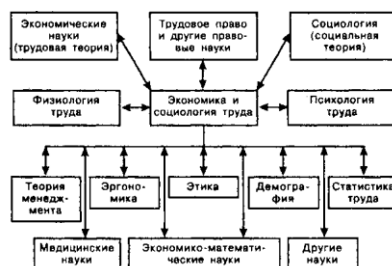 Экономические
науки
(трудовая теория)
Трудовое право
и другие право-
вые науки
Социология
(социальная
теория)
Физиология
труда
Экономика и
социология труда
Психология
труда
Теория
менедж-
мента
Эргоно-
мика
Этика
Демогра-
фия
Статистика
труда
Медицинские
науки
Экономико-математи-
ческие науки
Другие
науки